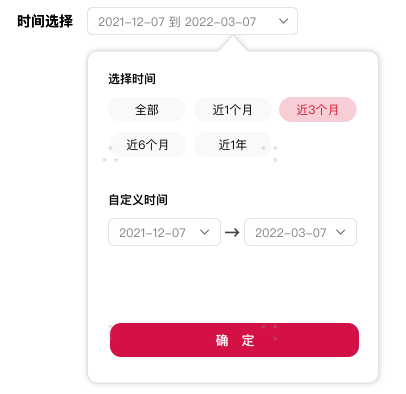 时间选择 2021-12-07 到 2022-03-07
选择时间
全部 近1个月 近3个月
近6个月 近1年
自定义时间
2021-12-07 → 2022-03-07
确 定